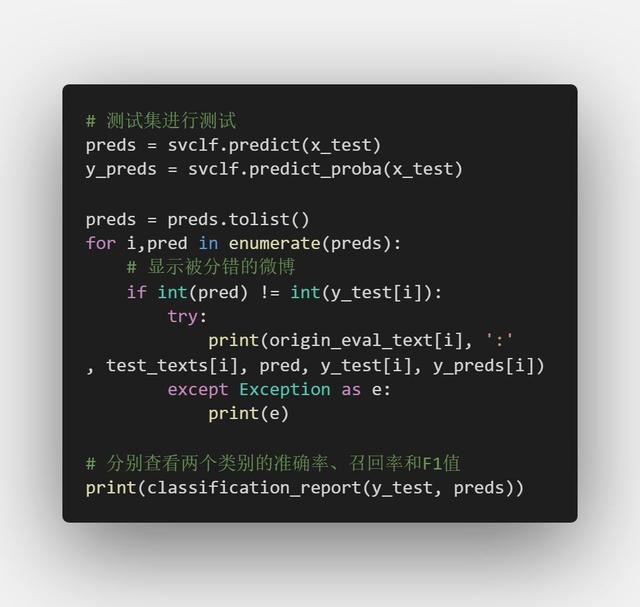 # 测试集进行测试
preds = svclf.predict(x_test)
y_preds = svclf.predict_proba(x_test)
preds = preds.tolist()
for i,pred in enumerate(preds):
    # 显示被分错的微博
    if int(pred) != int(y_test[i]):
        try:
            print(origin_eval_text[i], ':'
, test_texts[i], pred, y_test[i], y_preds[i])
        except Exception as e:
            print(e)
# 分别查看两个类别的准确率、召回率和F1值
print(classification_report(y_test, preds))